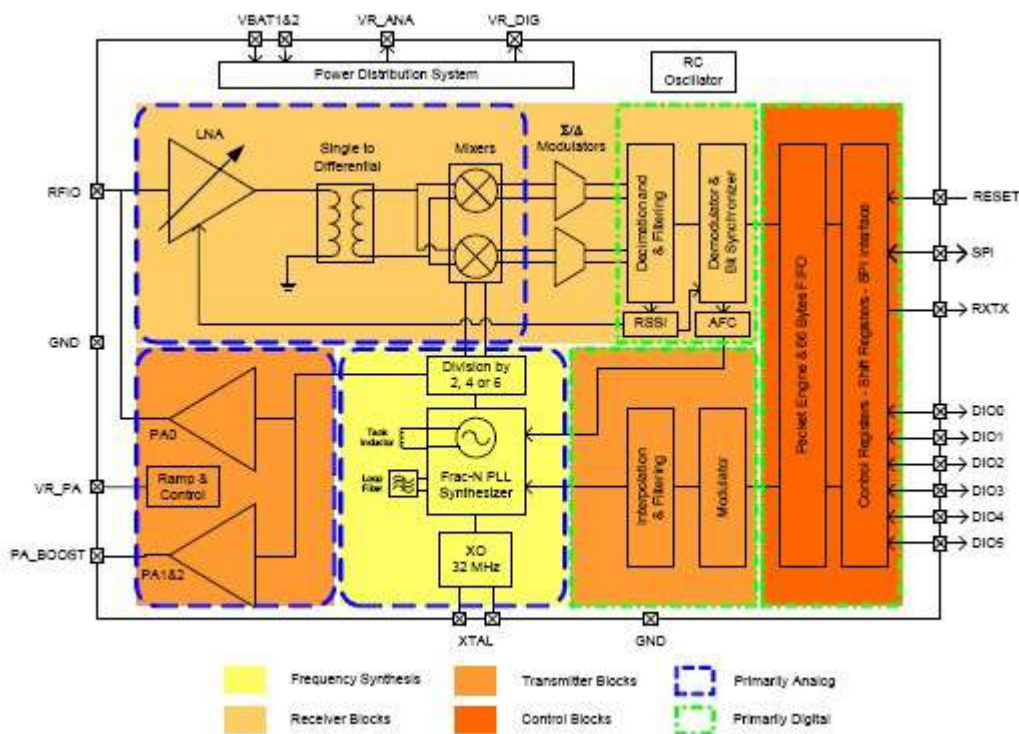 VBAT1&2
VR_ANA
VR_DIG
Power Distribution System
RC
Oscillator
LNA
Single to
Differential
Mixers
Σ/Δ
Modulators
RFIO
Decimation and
& Filtering
Demodulator &
Bit Synchronizer
Packet Engine & 66 Bytes FIFO
Control Registers - Shift Registers - SPI Interface
RESET
SPI
RXTX
RSSI
AFC
GND
Division by
2, 4 or 6
PA0
Tank
Inductor
Loop
Filter
Frac-N PLL
Synthesizer
Interpolation
& Filtering
Modulator
DIO0
DIO1
DIO2
DIO3
DIO4
DIO5
VR_PA
Ramp &
Control
PA_BOOST
PA1&2
XO
32 MHz
XTAL
GND
Frequency Synthesis
Transmitter Blocks
Primarily Analog
Receiver Blocks
Control Blocks
Primarily Digital